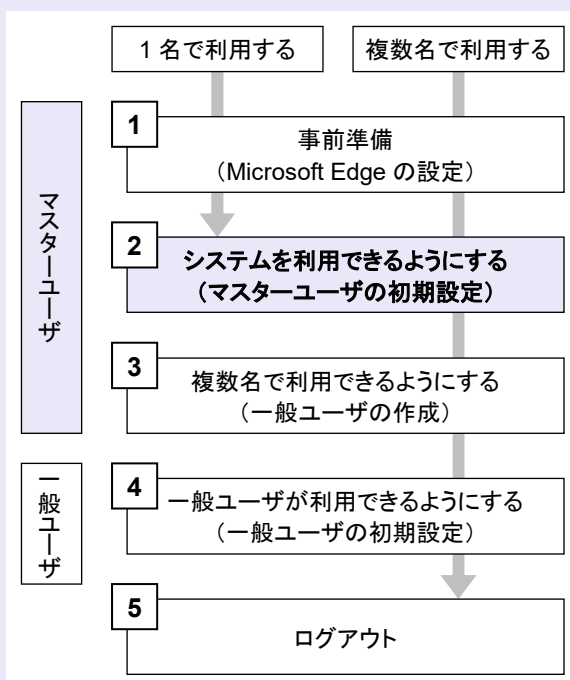 1 名で利用する
複数名で利用する
マスターユーザ
1
事前準備
（Microsoft Edge の設定）
2
システムを利用できるようにする
（マスターユーザの初期設定）
3
複数名で利用できるようにする
（一般ユーザの作成）
一般ユーザ
4
一般ユーザが利用できるようにする
（一般ユーザの初期設定）
5
ログアウト